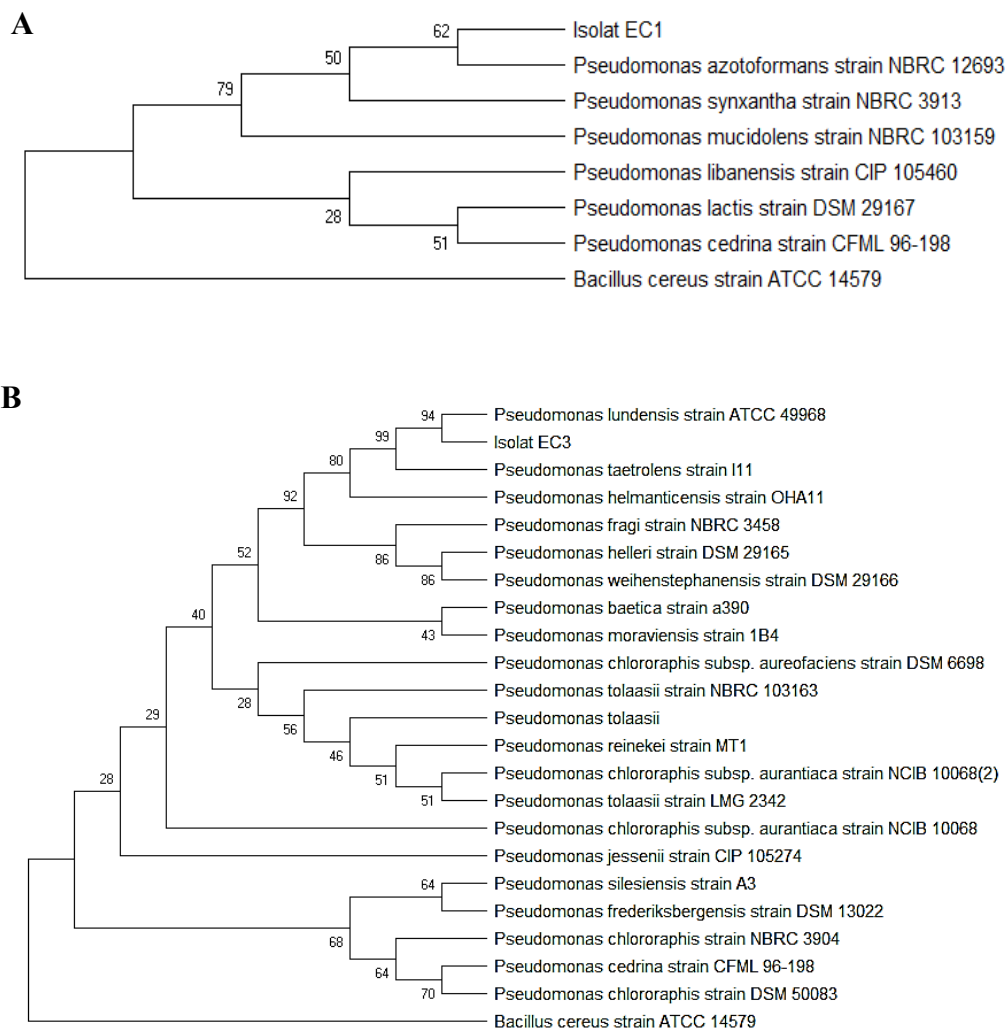 A
62
Isolat EC1
50
Pseudomonas azotoformans strain NBRC 12693
79
Pseudomonas synxantha strain NBRC 3913
Pseudomonas mucidolens strain NBRC 103159
Pseudomonas libanensis strain CIP 105460
28
Pseudomonas lactis strain DSM 29167
51
Pseudomonas cedrina strain CFML 96-198
Bacillus cereus strain ATCC 14579
B
94
Pseudomonas lundensis strain ATCC 49968
99
Isolat EC3
80
Pseudomonas taetrolens strain I11
92
Pseudomonas helmanticensis strain OHA11
Pseudomonas fragi strain NBRC 3458
52
86
Pseudomonas helleri strain DSM 29165
86
Pseudomonas weihenstephanensis strain DSM 29166
40
Pseudomonas baetica strain a390
43
Pseudomonas moraviensis strain 1B4
Pseudomonas chlororaphis subsp. aureofaciens strain DSM 6698
28
Pseudomonas tolaasii strain NBRC 103163
29
56
Pseudomonas tolaasii
46
Pseudomonas reinekei strain MT1
28
51
Pseudomonas chlororaphis subsp. aurantiaca strain NCIB 10068(2)
51
Pseudomonas tolaasii strain LMG 2342
Pseudomonas chlororaphis subsp. aurantiaca strain NCIB 10068
Pseudomonas jessenii strain CIP 105274
64
Pseudomonas silesiensis strain A3
Pseudomonas frederiksbergensis strain DSM 13022
68
Pseudomonas chlororaphis strain NBRC 3904
64
Pseudomonas cedrina strain CFML 96-198
70
Pseudomonas chlororaphis strain DSM 50083
Bacillus cereus strain ATCC 14579